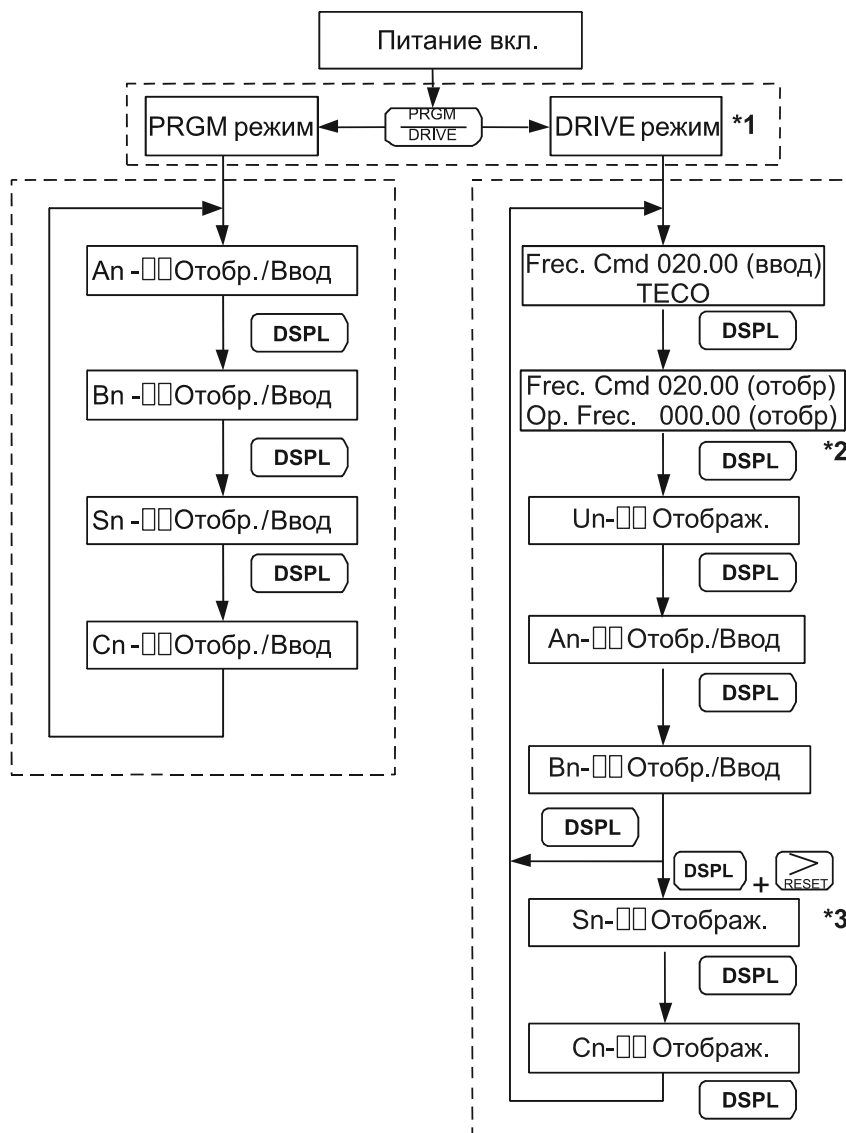 Питание вкл.
PRGM режим
PRGM
DRIVE
DRIVE режим *1
An -□□Отобр./Ввод
DSPL
Bn -□□Отобр./Ввод
DSPL
Sn -□□Отобр./Ввод
DSPL
Cn -□□Отобр./Ввод
Frec. Cmd 020.00 (ввод)
TECO
DSPL
Frec. Cmd 020.00 (отобр)
Op. Frec. 000.00 (отобр)
*2
DSPL
Un-□□ Отображ.
DSPL
An-□□Отобр./Ввод
DSPL
Bn-□□Отобр./Ввод
DSPL
DSPL + > RESET
Sn-□□Отображ. *3
DSPL
Cn-□□ Отображ.
DSPL